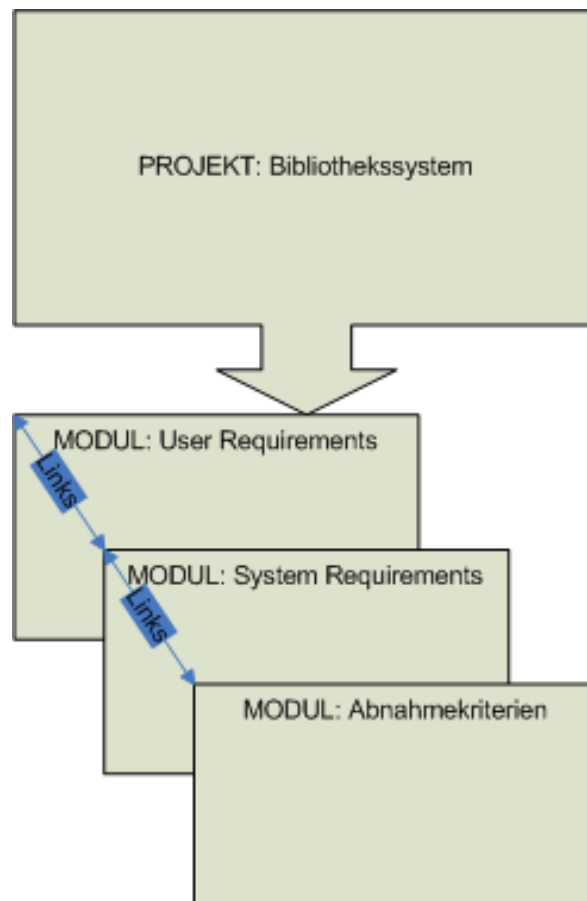 PROJEKT: Bibliothekssystem
MODUL: User Requirements
Links
MODUL: System Requirements
Links
MODUL: Abnahmekriterien